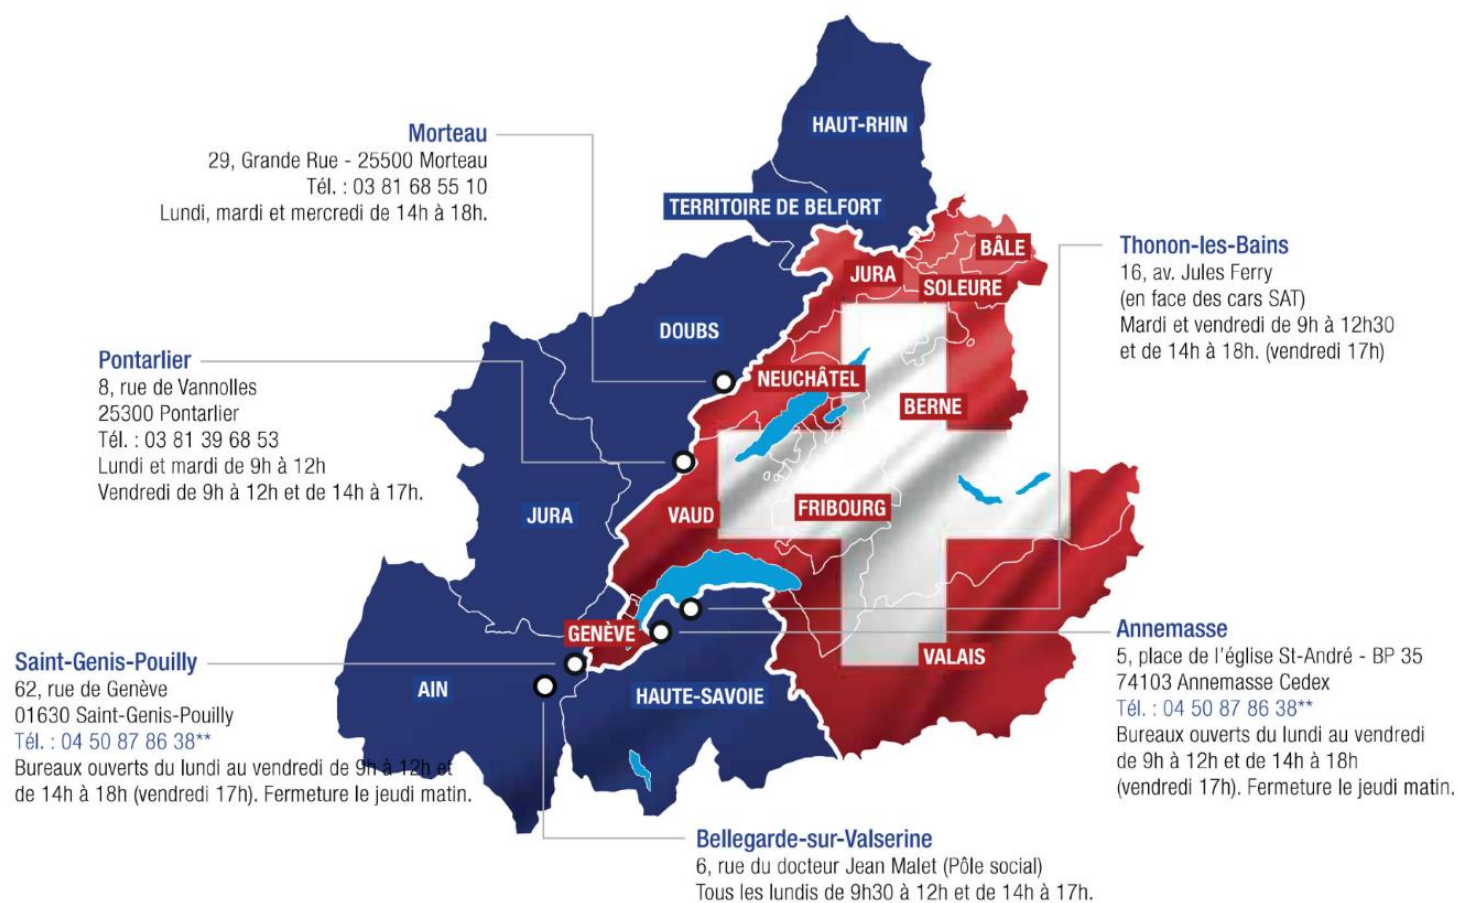 HAUT-RHIN
Morteau
29, Grande Rue - 25500 Morteau
Tél. : 03 81 68 55 10
Lundi, mardi et mercredi de 14h à 18h.
TERRITOIRE DE BELFORT
BÂLE
JURA
SOLEURE
Thonon-les-Bains
16, av. Jules Ferry
(en face des cars SAT)
Mardi et vendredi de 9h à 12h30
et de 14h à 18h. (vendredi 17h)
DOUBS
Pontarlier
8, rue de Vannolles
25300 Pontarlier
Tél. : 03 81 39 68 53
Lundi et mardi de 9h à 12h
Vendredi de 9h à 12h et de 14h à 17h.
NEUCHÂTEL
BERNE
JURA
VAUD
FRIBOURG
GENÈVE
VALAIS
Saint-Genis-Pouilly
62, rue de Genève
01630 Saint-Genis-Pouilly
Tél. : 04 50 87 86 38**
Bureaux ouverts du lundi au vendredi de 9h à 12h et
de 14h à 18h (vendredi 17h). Fermeture le jeudi matin.
AIN
HAUTE-SAVOIE
Annemasse
5, place de l'église St-André - BP 35
74103 Annemasse Cedex
Tél. : 04 50 87 86 38**
Bureaux ouverts du lundi au vendredi
de 9h à 12h et de 14h à 18h
(vendredi 17h). Fermeture le jeudi matin.
Bellegarde-sur-Valserine
6, rue du docteur Jean Malet (Pôle social)
Tous les lundis de 9h30 à 12h et de 14h à 17h.